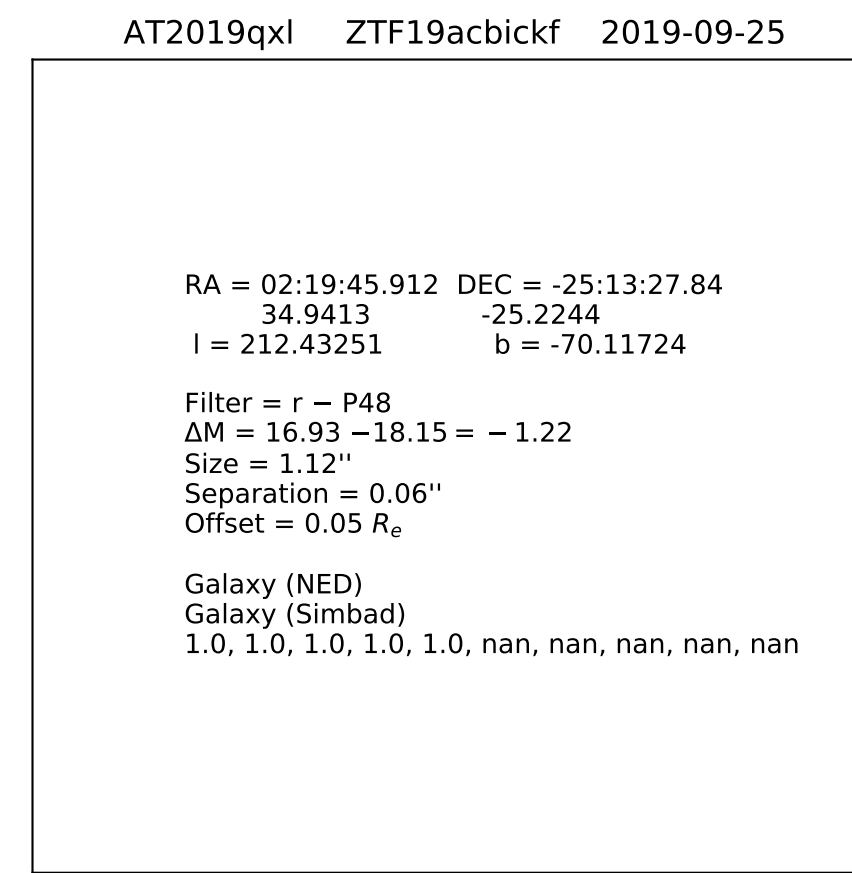 AT2019qxl ZTF19acbickf 2019-09-25
RA = 02:19:45.912 DEC = -25:13:27.84
34.9413 -25.2244
l = 212.43251 b = -70.11724
Filter = r − P48
ΔM = 16.93 −18.15 = − 1.22
Size = 1.12''
Separation = 0.06''
Offset = 0.05 Re
Galaxy (NED)
Galaxy (Simbad)
1.0, 1.0, 1.0, 1.0, 1.0, nan, nan, nan, nan, nan